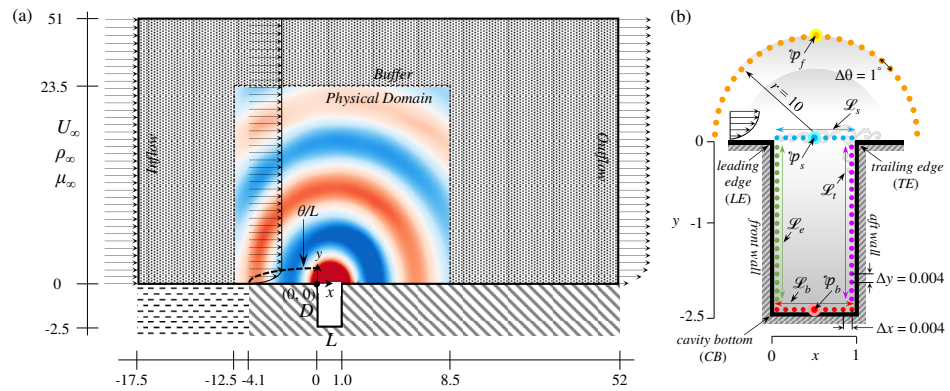 (a)
51
23.5
0
-2.5
U∞
ρ∞
μ∞
Inflow
Buffer
Physical Domain
Outflow
θ/L
y
x
(0, 0)
D
L
-17.5
-12.5
-4.1
0
1.0
8.5
52
(b)
𝒫f
Δθ = 1°
r = 10
ℒs
𝒫s
0
-1
-2.5
y
leading
edge
(LE)
trailing edge
(TE)
front wall
aft wall
ℒt
ℒe
ℒb
𝒫b
Δy = 0.004
Δx = 0.004
cavity bottom
(CB)
0
x
1